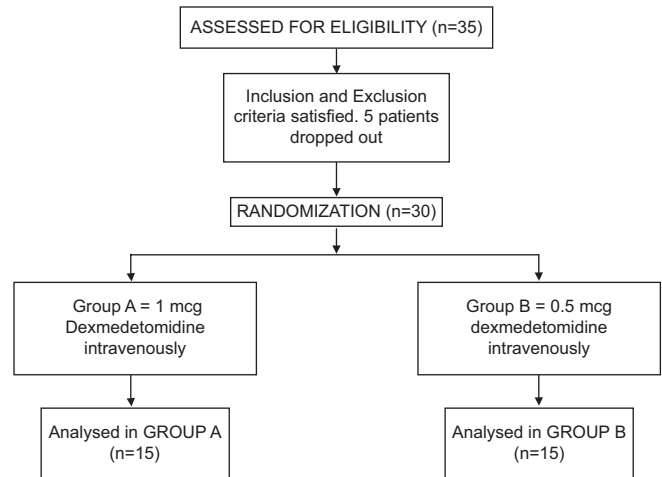 ASSESSED FOR ELIGIBILITY (n=35)
Inclusion and Exclusion
criteria satisfied. 5 patients
dropped out
RANDOMIZATION (n=30)
Group A = 1 mcg
Dexmedetomidine
intravenously
Group B = 0.5 mcg
dexmedetomidine
intravenously
Analysed in GROUP A
(n=15)
Analysed in GROUP B
(n=15)